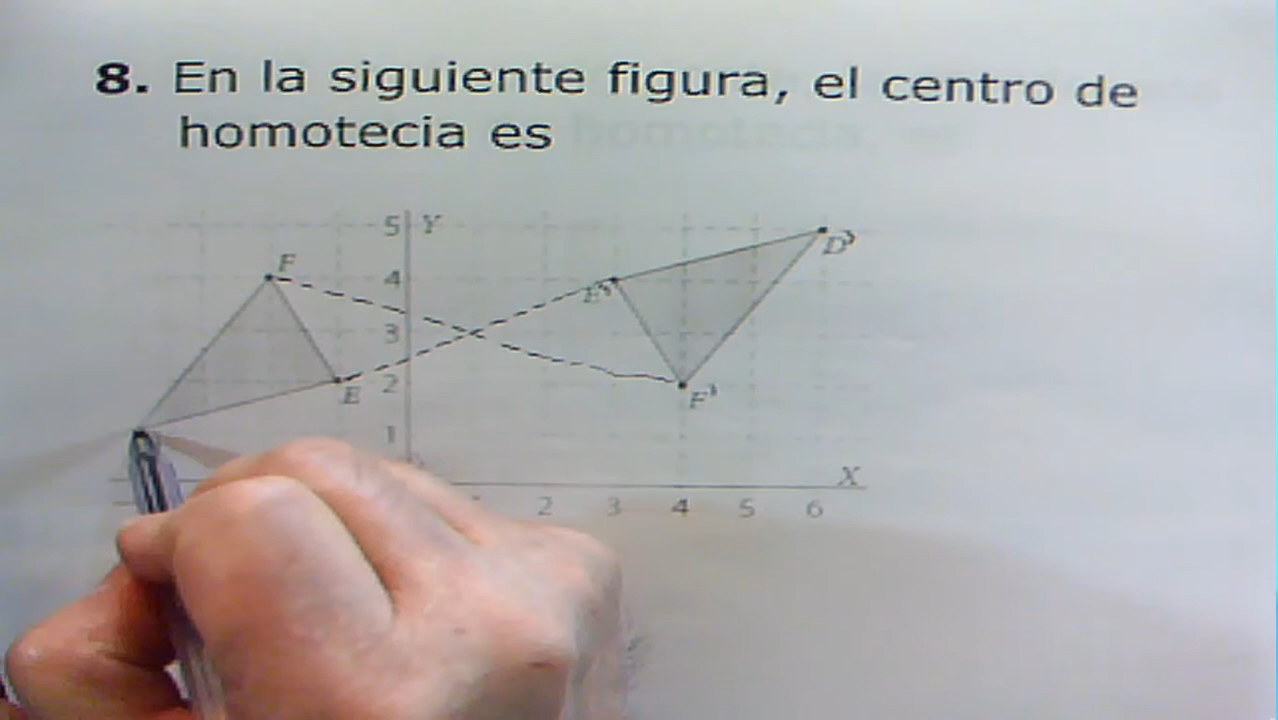 8. En la siguiente figura, el centro de
homotecia es
5 Y
F
D'
4
E'
3
E
2
F'
1
X
2 3 4 5 6